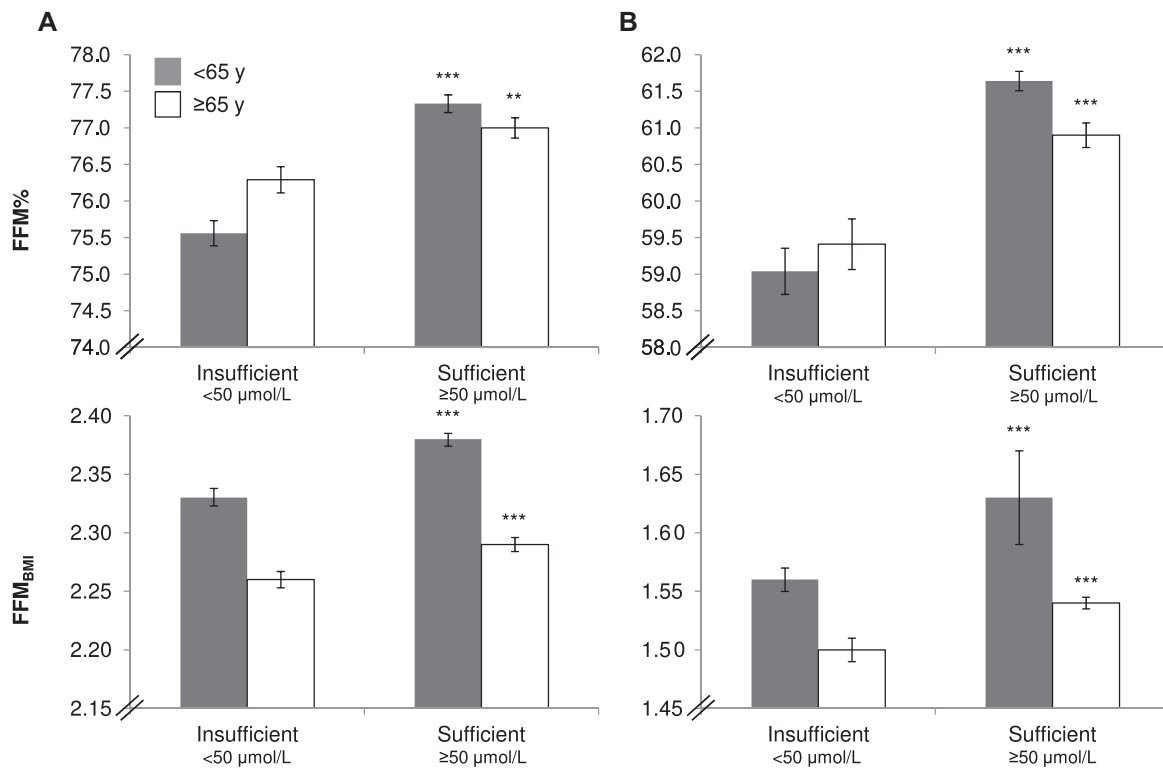 A
FFM%
78.0
77.5
77.0
76.5
76.0
75.5
75.0
74.5
74.0
<65 y
≥65 y
***
**
Insufficient
<50 µmol/L
Sufficient
≥50 µmol/L
B
62.0
61.5
61.0
60.5
60.0
59.5
59.0
58.5
58.0
***
***
Insufficient
<50 µmol/L
Sufficient
≥50 µmol/L
FFM_BMI
2.40
2.35
2.30
2.25
2.20
2.15
***
***
Insufficient
<50 µmol/L
Sufficient
≥50 µmol/L
1.70
1.65
1.60
1.55
1.50
1.45
***
***
Insufficient
<50 µmol/L
Sufficient
≥50 µmol/L